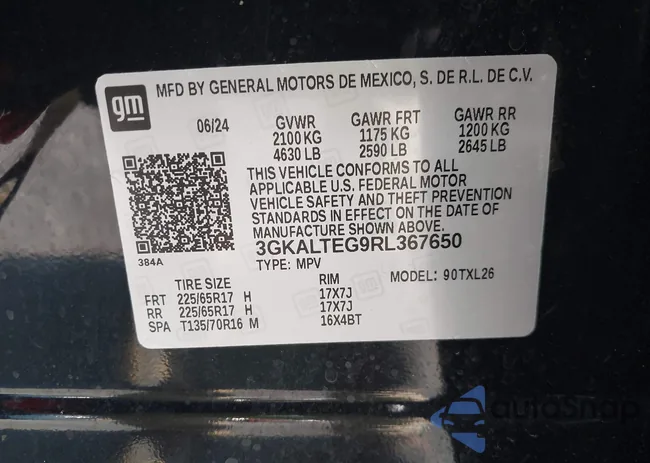 gm
MFD BY GENERAL MOTORS DE MEXICO, S. DE R.L. DE C.V.
06/24 GVWR GAWR FRT GAWR RR
2100 KG 1175 KG 1200 KG
4630 LB 2590 LB 2645 LB
THIS VEHICLE CONFORMS TO ALL
APPLICABLE U.S. FEDERAL MOTOR
VEHICLE SAFETY AND THEFT PREVENTION
STANDARDS IN EFFECT ON THE DATE OF
MANUFACTURE SHOWN ABOVE.
3GKALTEG9RL367650
384A
TYPE: MPV MODEL: 90TXL26
TIRE SIZE RIM
FRT 225/65R17 H 17X7J
RR 225/65R17 H 17X7J
SPA T135/70R16 M 16X4BT
autoSnap